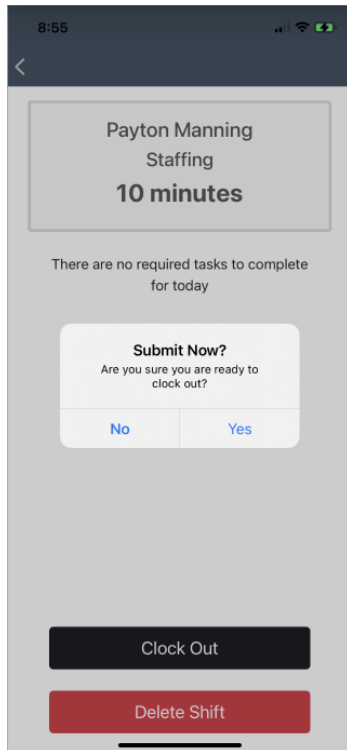 8:55
Payton Manning
Staffing
10 minutes
There are no required tasks to complete
for today
Submit Now?
Are you sure you are ready to
clock out?
No Yes
Clock Out
Delete Shift